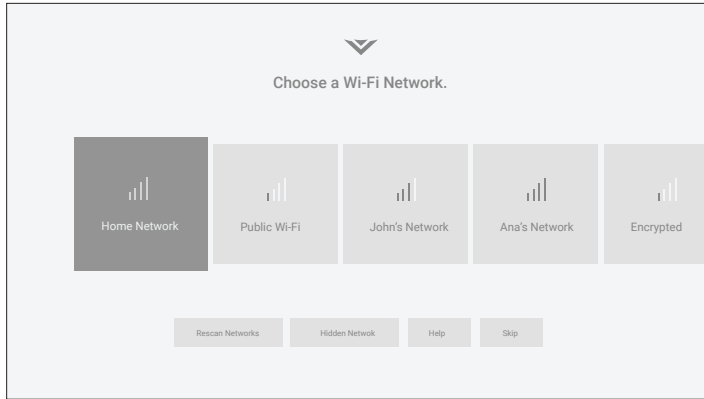 Choose a Wi-Fi Network.
Home Network
Public Wi-Fi
John's Network
Ana's Network
Encrypted
Rescan Networks
Hidden Netwok
Help
Skip